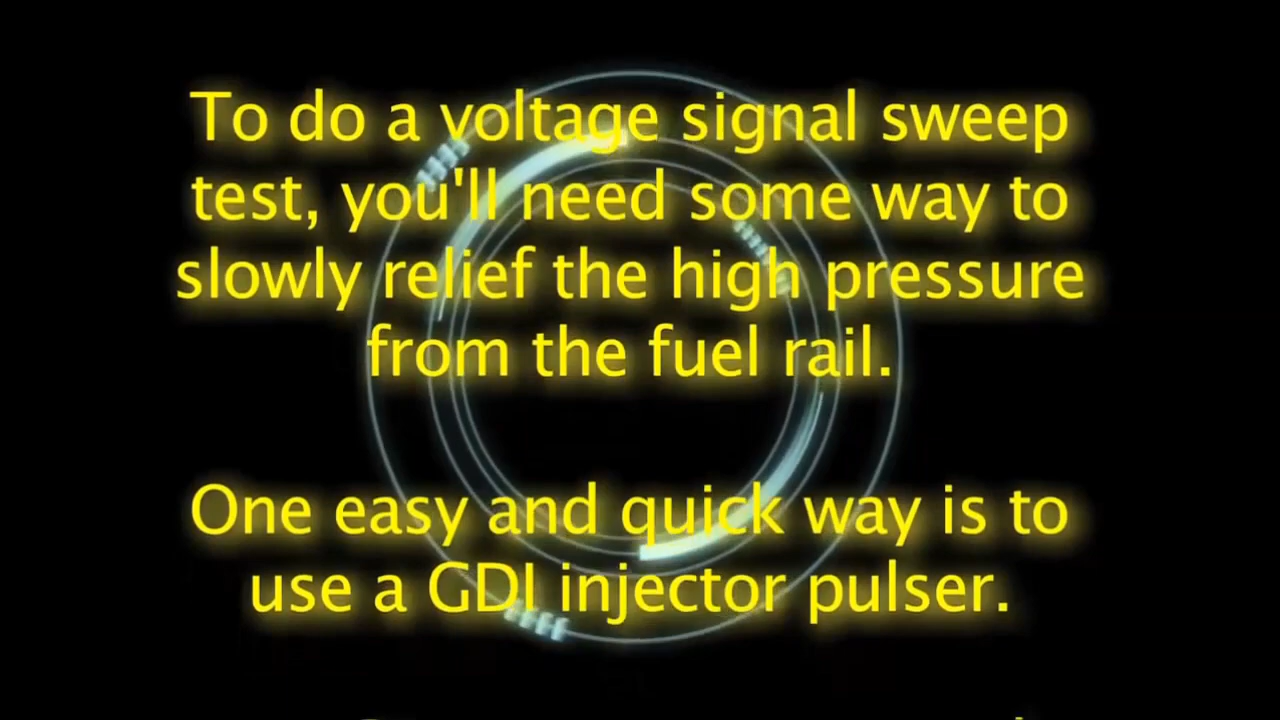 To do a voltage signal sweep
test, you'll need some way to
slowly relief the high pressure
from the fuel rail.
One easy and quick way is to
use a GDI injector pulser.